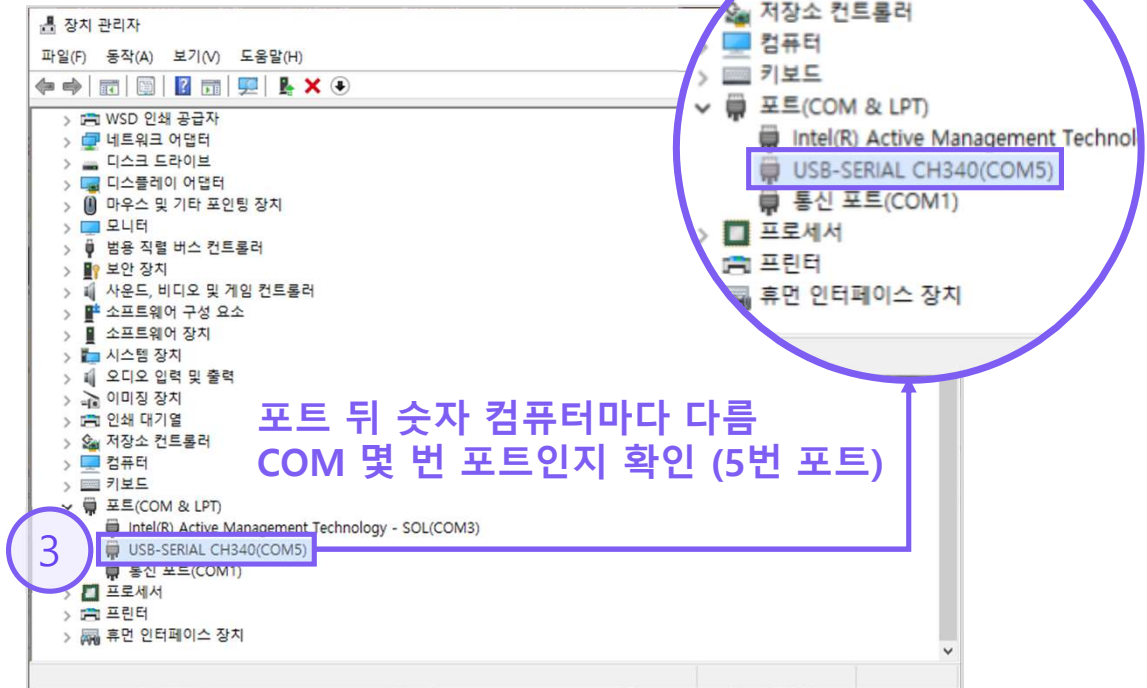 장치 관리자
파일(F) 동작(A) 보기(V) 도움말(H)
WSD 인쇄 공급자
네트워크 어댑터
디스크 드라이브
디스플레이 어댑터
마우스 및 기타 포인팅 장치
모니터
범용 직렬 버스 컨트롤러
보안 장치
사운드, 비디오 및 게임 컨트롤러
소프트웨어 구성 요소
소프트웨어 장치
시스템 장치
오디오 입력 및 출력
이미징 장치
인쇄 대기열
저장소 컨트롤러
컴퓨터
키보드
포트(COM & LPT)
Intel(R) Active Management Technology - SOL(COM3)
USB-SERIAL CH340(COM5)
통신 포트(COM1)
프로세서
프린터
휴먼 인터페이스 장치
3
포트 뒤 숫자 컴퓨터마다 다름
COM 몇 번 포트인지 확인 (5번 포트)
저장소 컨트롤러
컴퓨터
키보드
포트(COM & LPT)
Intel(R) Active Management Technol
USB-SERIAL CH340(COM5)
통신 포트(COM1)
프로세서
프린터
휴먼 인터페이스 장치